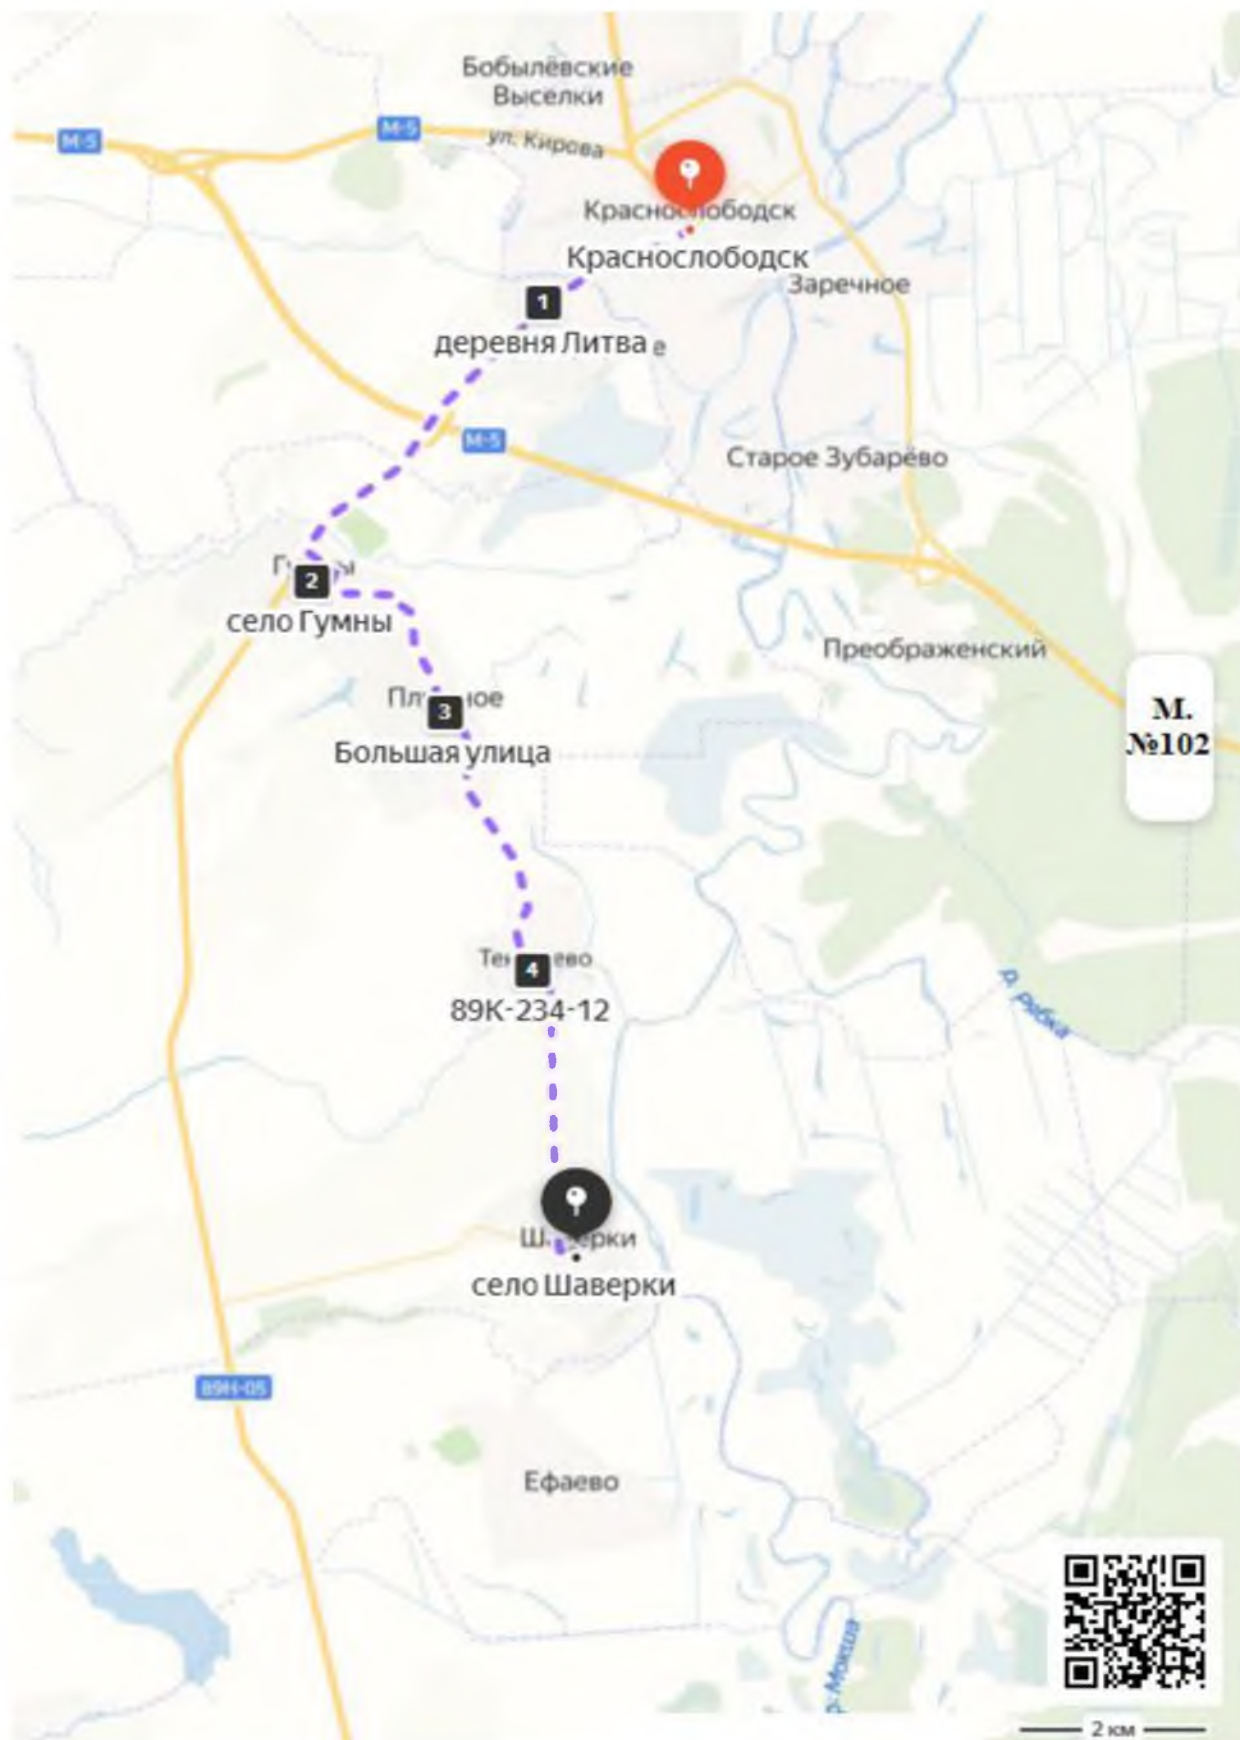 Бобылёвские
Выселки
М-5
М-5
ул. Кирова
Краснослободск
Краснослободск
Заречное
1
деревня Литва е
М-5
Старое Зубарёво
2
село Гумны
Преображенский
3
Большая улица
М.
№102
4
89К-234-12
р. Рябка
село Шаверки
89Н-05
Ефаево
р. Мокша
2 км